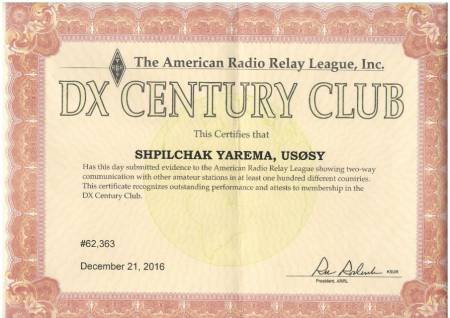 The American Radio Relay League, Inc.
DX CENTURY CLUB
This Certifies that
SHPILCHAK YAREMA, USØSY
Has this day submitted evidence to the American Radio Relay League showing two-way
communication with other amateur stations in at least one hundred different countries.
This certificate recognizes outstanding performance and attests to membership in the
DX Century Club.
#62,363
December 21, 2016
President, ARRL